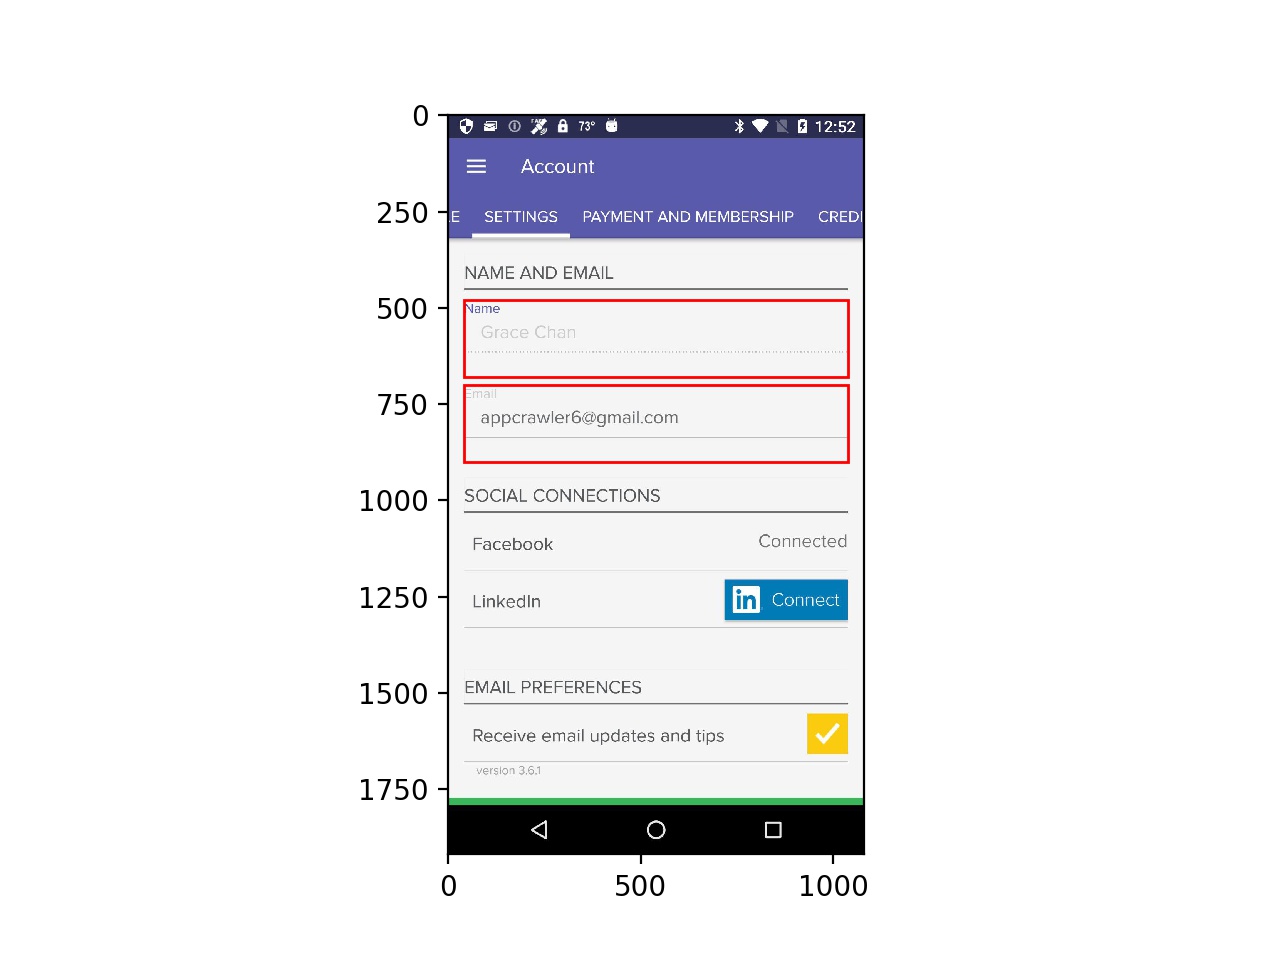 0
250
500
750
1000
1250
1500
1750
0 500 1000
73° 12:52
Account
E SETTINGS PAYMENT AND MEMBERSHIP CREDI
NAME AND EMAIL
Name
Grace Chan
Email
appcrawler6@gmail.com
SOCIAL CONNECTIONS
Facebook Connected
LinkedIn in Connect
EMAIL PREFERENCES
Receive email updates and tips
version 3.6.1